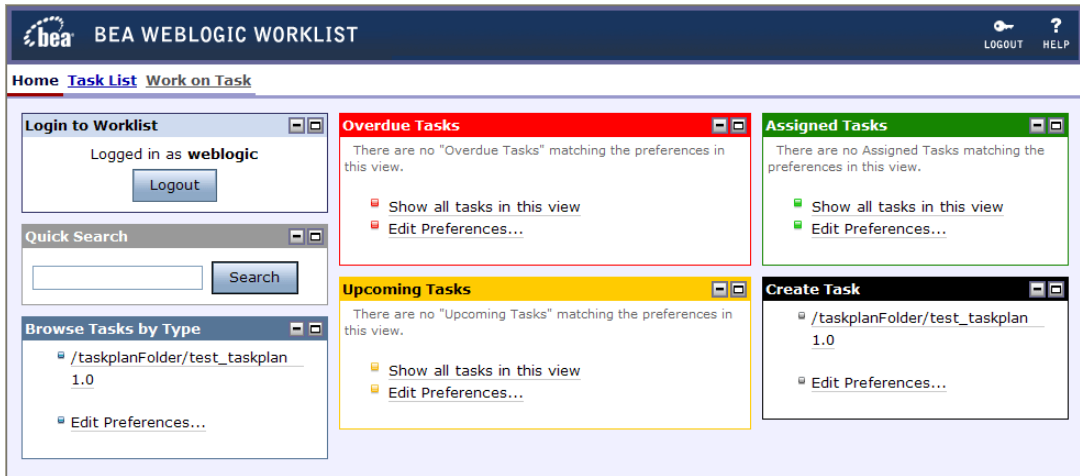 bea BEA WEBLOGIC WORKLIST
LOGOUT ? HELP
Home Task List Work on Task
Login to Worklist
Logged in as weblogic
Logout
Quick Search
Search
Browse Tasks by Type
/taskplanFolder/test_taskplan
1.0
Edit Preferences...
Overdue Tasks
There are no "Overdue Tasks" matching the preferences in
this view.
Show all tasks in this view
Edit Preferences...
Upcoming Tasks
There are no "Upcoming Tasks" matching the preferences in
this view.
Show all tasks in this view
Edit Preferences...
Assigned Tasks
There are no Assigned Tasks matching the
preferences in this view.
Show all tasks in this view
Edit Preferences...
Create Task
/taskplanFolder/test_taskplan
1.0
Edit Preferences...